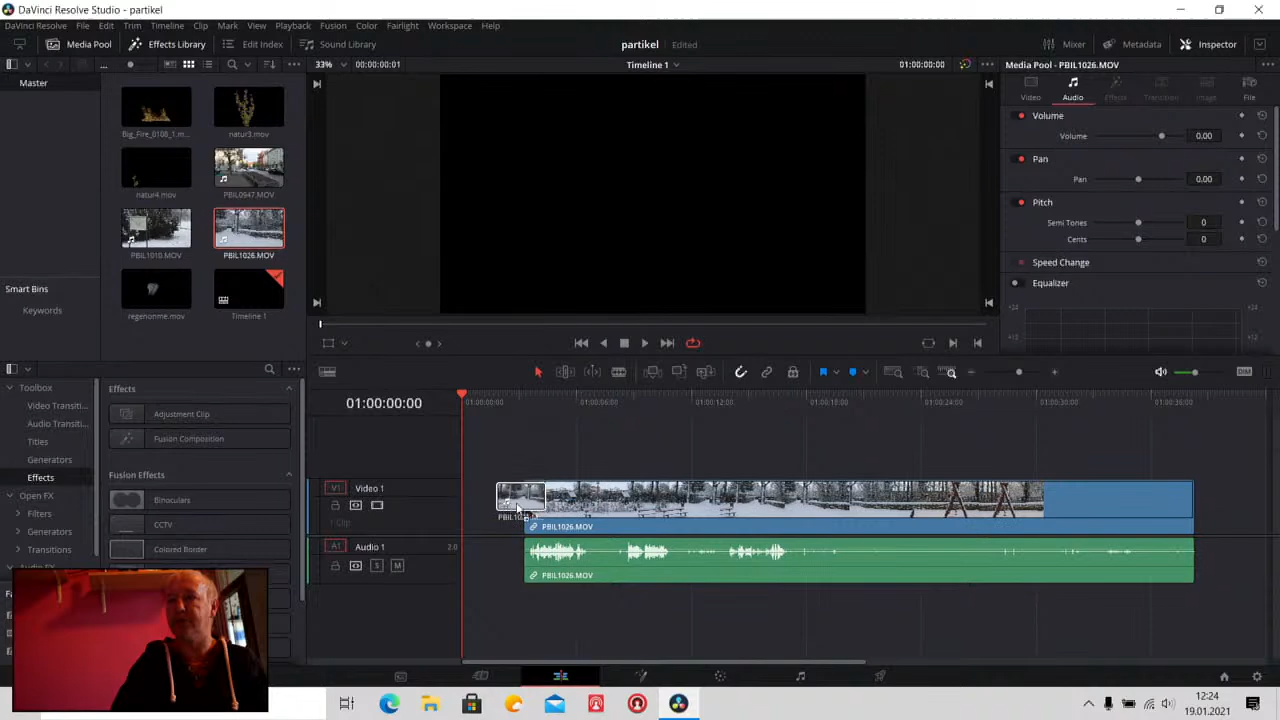 DaVinci Resolve Studio - partikel
DaVinci Resolve File Edit Trim Timeline Clip Mark View Playback Fusion Color Fairlight Workspace Help
Media Pool Effects Library Edit Index Sound Library partikel Edited Mixer Metadata Inspector
... 33% 00:00:00:01 Timeline 1 01:00:00:00 Media Pool - PBIL1026.MOV
Master
Video Audio Effects Transition Image File
Big_Fire_0108_1.m... natur3.mov
natur4.mov PBIL0947.MOV
PBIL1010.MOV PBIL1026.MOV
regenonme.mov Timeline 1
Volume
Volume 0.00
Pan
Pan 0.00
Pitch
Semi Tones 0
Cents 0
Speed Change
Equalizer
+24 +24
+12 +12
Smart Bins
Keywords
Toolbox
Video Transiti...
Audio Transiti...
Titles
Generators
Effects
Open FX
Filters
Generators
Transitions
Audio FX
Effects
Adjustment Clip
Fusion Composition
Fusion Effects
Binoculars
CCTV
Colored Border
DIM
01:00:00:00
01:00:00:00 01:00:06:00 01:00:12:00 01:00:18:00 01:00:24:00 01:00:30:00 01:00:36:00
V1 Video 1
1 Clip
PBIL1026.MOV
A1 Audio 1 2.0
S M
PBIL1026.MOV
12:24
19.01.2021